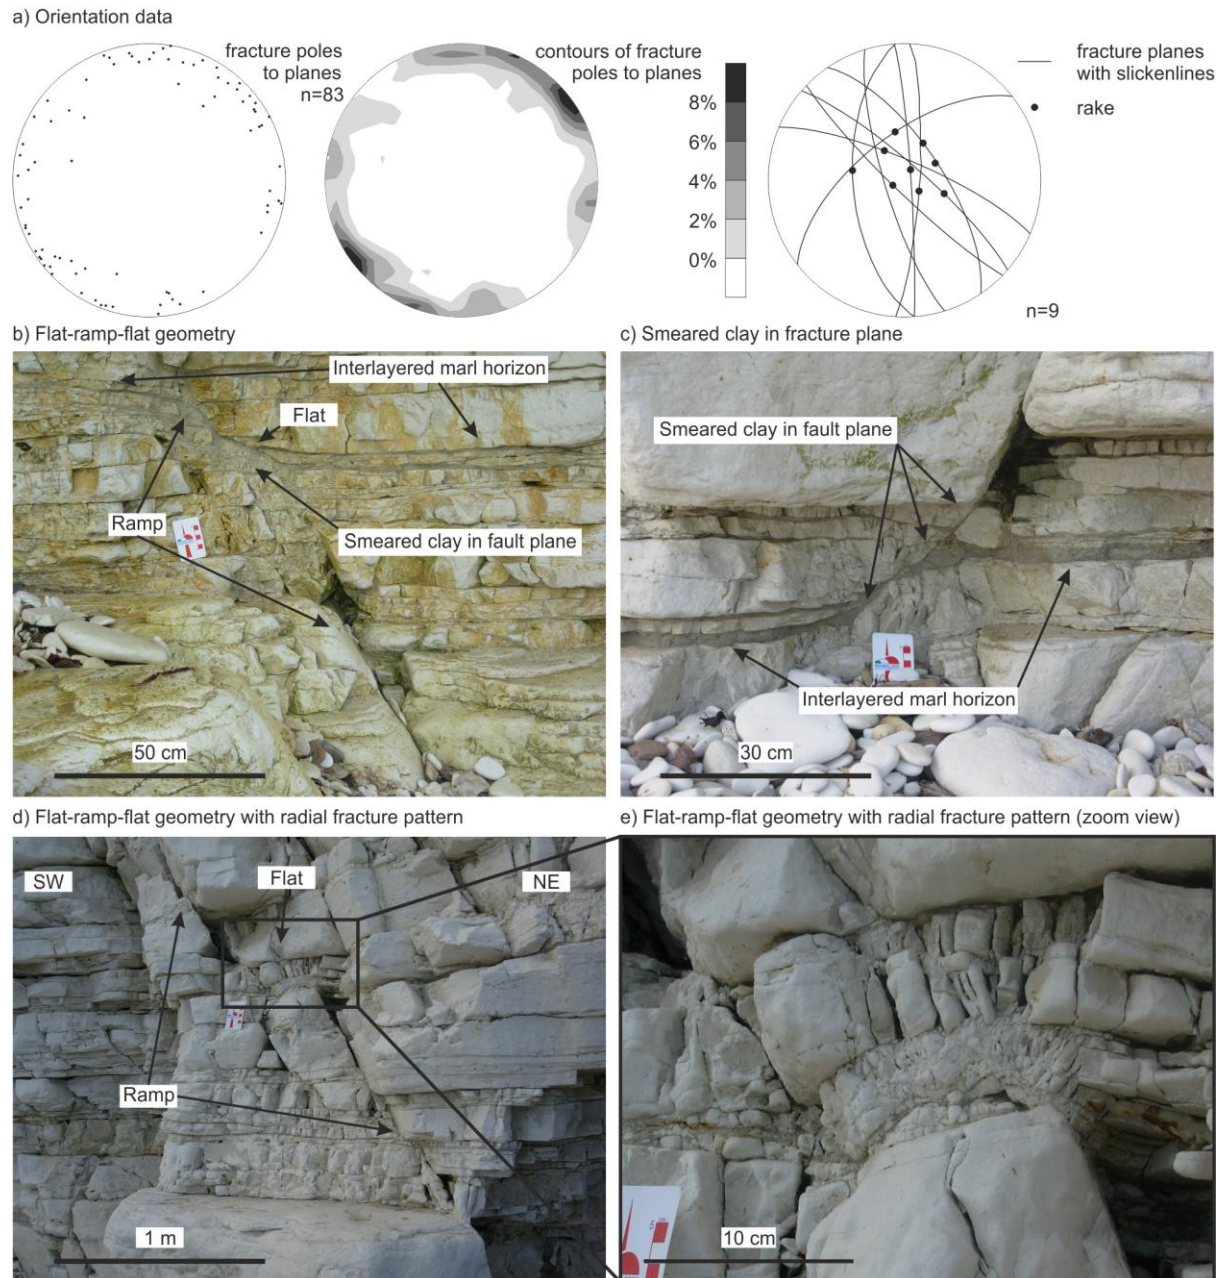 a) Orientation data
fracture poles
to planes
n=83
contours of fracture
poles to planes
8%
6%
4%
2%
0%
fracture planes
with slickenlines
rake
n=9
b) Flat-ramp-flat geometry
Interlayered marl horizon
Flat
Ramp
Smeared clay in fault plane
50 cm
c) Smeared clay in fracture plane
Smeared clay in fault plane
Interlayered marl horizon
30 cm
d) Flat-ramp-flat geometry with radial fracture pattern
SW
Flat
NE
Ramp
1 m
e) Flat-ramp-flat geometry with radial fracture pattern (zoom view)
5
10 cm